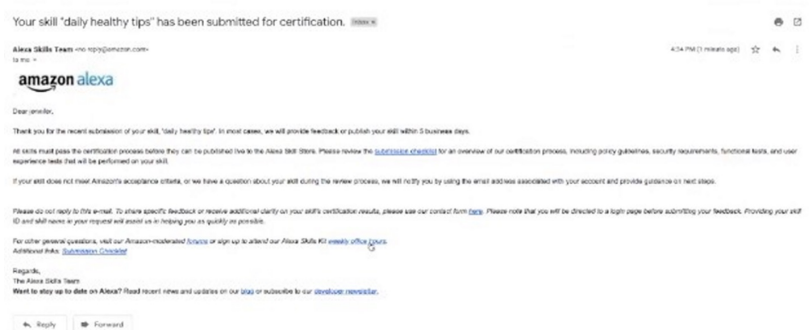 Your skill "daily healthy tips" has been submitted for certification. Inbox ×
Alexa Skills Team <no-reply@amazon.com>
to me
4:34 PM (1 minute ago)
amazon alexa
Dear jennifer,
Thank you for the recent submission of your skill, "daily healthy tips". In most cases, we will provide feedback or publish your skill within 5 business days.
All skills must pass the certification process before they can be published live to the Alexa Skill Store. Please review the submission checklist for an overview of our certification process, including policy guidelines, security requirements, functional tests, and user
experience tests that will be performed on your skill.
If your skill does not meet Amazon's acceptance criteria, or we have a question about your skill during the review process, we will notify you by using the email address associated with your account and provide guidance on next steps.
Please do not reply to this e-mail. To share specific feedback or receive additional clarity on your skill's certification results, please use our contact form here. Please note that you will be directed to a login page before submitting your feedback. Providing your skill
ID and skill name in your request will assist us in helping you as quickly as possible.
For other general questions, visit our Amazon-moderated forums or sign up to attend our Alexa Skills Kit weekly office hours.
Additional links: Submission Checklist
Regards,
The Alexa Skills Team
Want to stay up to date on Alexa? Read recent news and updates on our blog or subscribe to our developer newsletter.
Reply
Forward